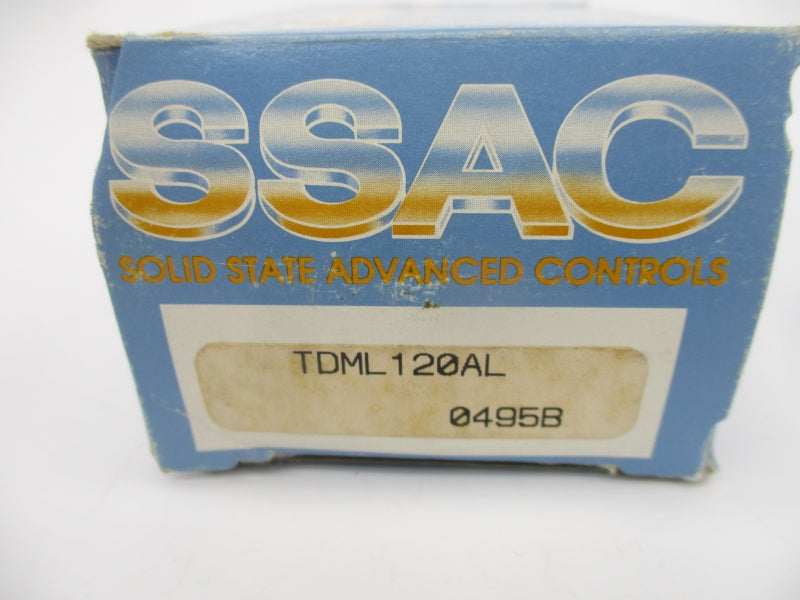 SSAC
SOLID STATE ADVANCED CONTROLS
TDML120AL
0495B